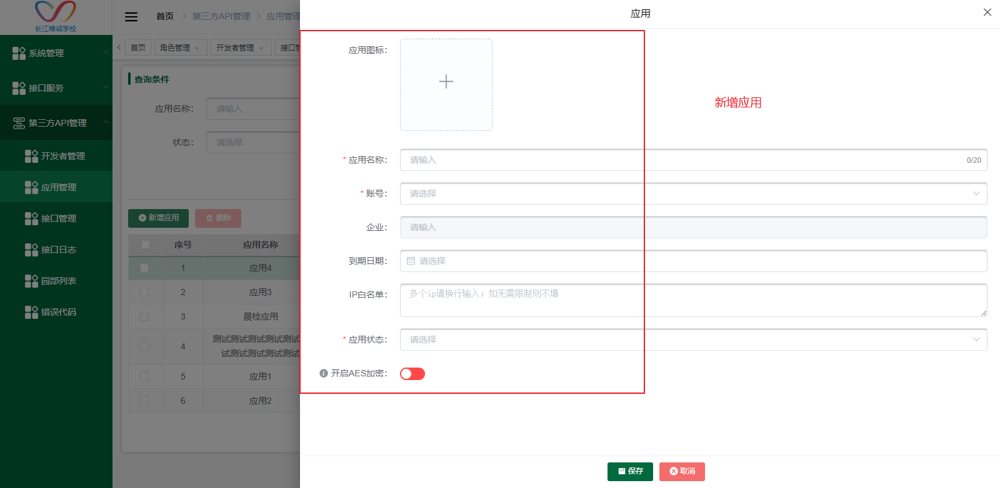 长江唯诚学校
系统管理
接口服务
第三方API管理
开发者管理
应用管理
接口管理
接口日志
园部列表
错误代码
首页 > 第三方API管理 > 应用管理
首页
角色管理 ×
开发者管理 ×
接口管
查询条件
应用名称: 请输入
状态: 请选择
新增应用
删除
序号 应用名称
1 应用4
2 应用3
3 晨检应用
4 测试测试测试测试测试
试测试测试测试测试
5 应用1
6 应用2
应用
应用图标:
新增应用
* 应用名称: 请输入 0/20
* 账号: 请选择
企业: 请输入
到期日期: 请选择
IP白名单: 多个ip请换行输入；如无需限制则不填
* 应用状态: 请选择
开启AES加密:
保存
取消